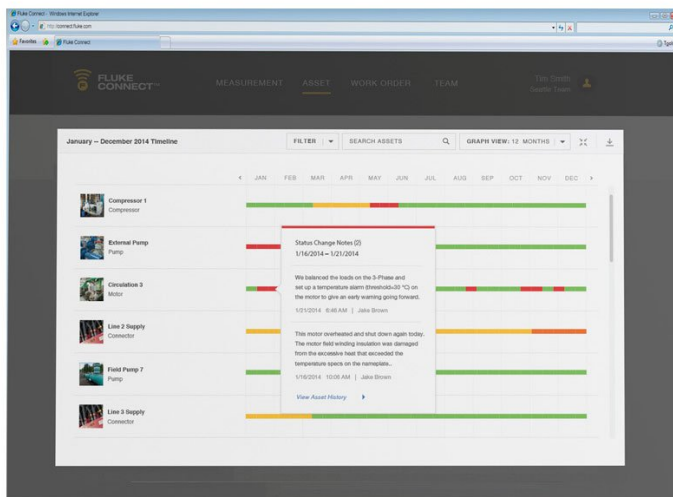 Fluke Connect - Windows Internet Explorer
http://connect.fluke.com
Favorites
Fluke Connect
FLUKE
CONNECT™
MEASUREMENT ASSET WORK ORDER TEAM
Tim Smith
Seattle Team
January – December 2014 Timeline
FILTER
SEARCH ASSETS
GRAPH VIEW: 12 MONTHS
JAN FEB MAR APR MAY JUN JUL AUG SEP OCT NOV DEC
Compressor 1
Compressor
External Pump
Pump
Circulation 3
Motor
Line 2 Supply
Connector
Field Pump 7
Pump
Line 3 Supply
Connector
Status Change Notes (2)
1/16/2014 – 1/21/2014
We balanced the loads on the 3-Phase and
set up a temperature alarm (threshold=30 °C) on
the motor to give an early warning going forward.
1/21/2014 8:48 AM | Jake Brown
This motor overheated and shut down again today.
The motor field winding insulation was damaged
from the excessive heat that exceeded the
temperature specs on the nameplate...
1/16/2014 10:05 AM | Jake Brown
View Asset History